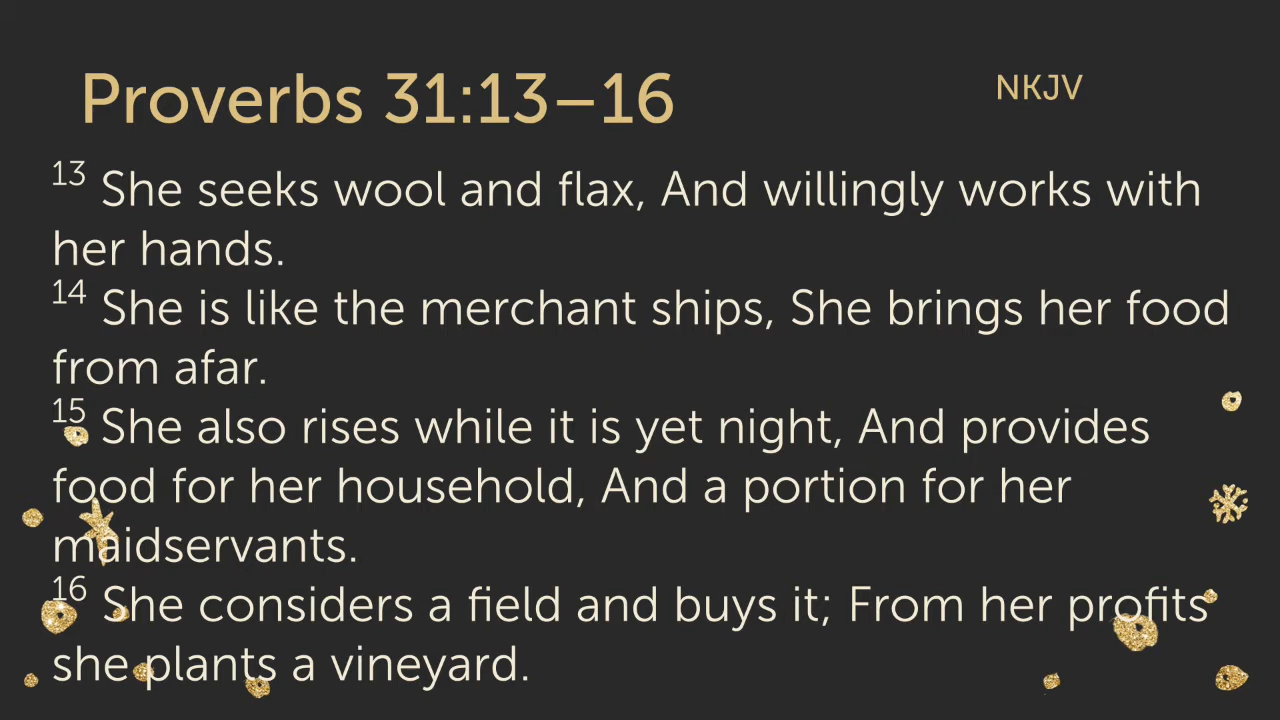 Proverbs 31:13–16
NKJV
13 She seeks wool and flax, And willingly works with
her hands.
14 She is like the merchant ships, She brings her food
from afar.
15 She also rises while it is yet night, And provides
food for her household, And a portion for her
maidservants.
16 She considers a field and buys it; From her profits
she plants a vineyard.